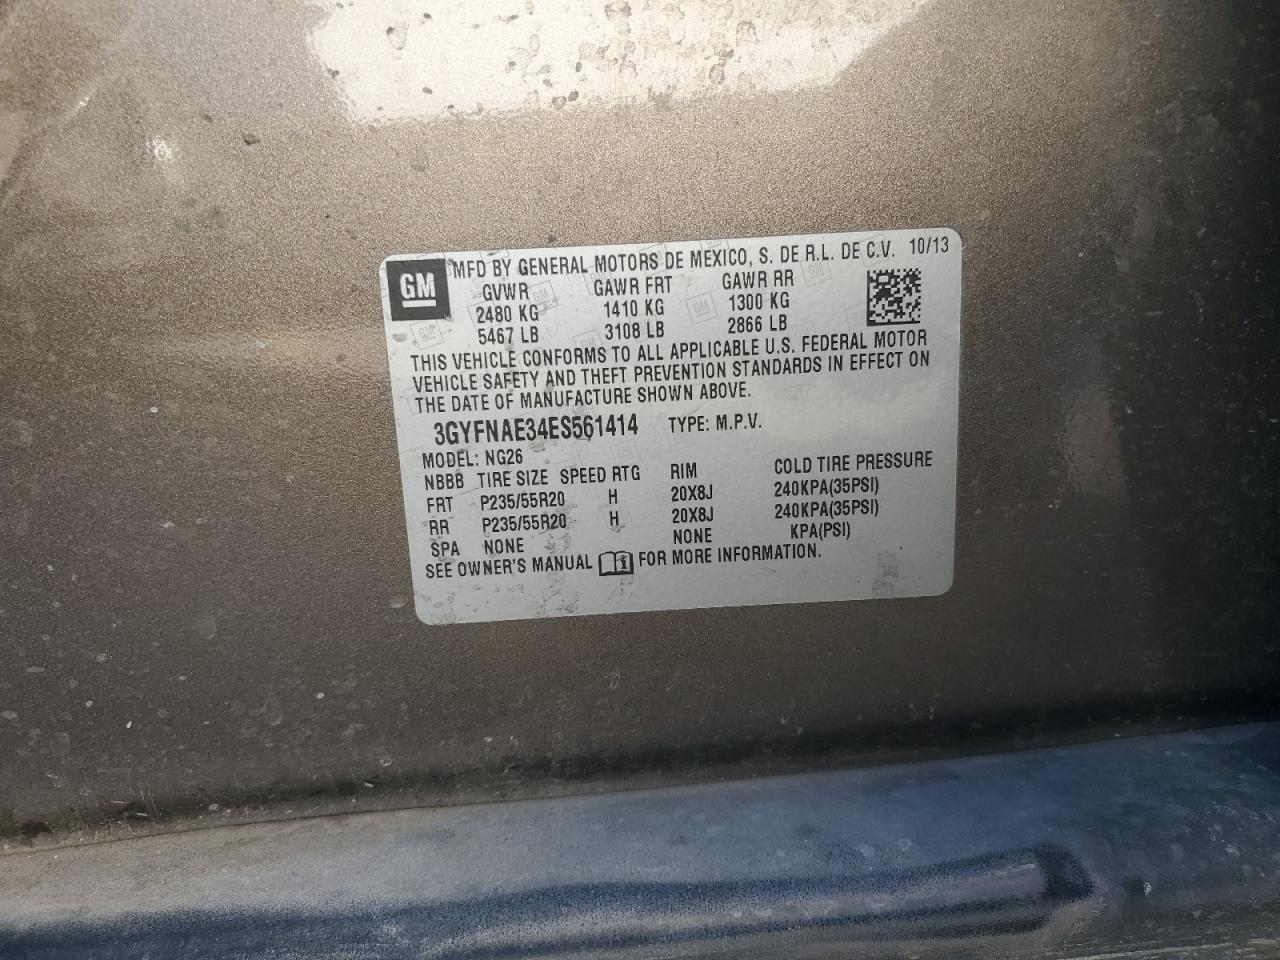 GM MFD BY GENERAL MOTORS DE MEXICO, S. DE R.L. DE C.V. 10/13
GVWR GAWR FRT GAWR RR
2480 KG 1410 KG 1300 KG
5467 LB 3108 LB 2866 LB
THIS VEHICLE CONFORMS TO ALL APPLICABLE U.S. FEDERAL MOTOR
VEHICLE SAFETY AND THEFT PREVENTION STANDARDS IN EFFECT ON
THE DATE OF MANUFACTURE SHOWN ABOVE.
3GYFNAE34ES561414 TYPE: M.P.V.
MODEL: NG26
NBBB TIRE SIZE SPEED RTG RIM COLD TIRE PRESSURE
FRT P235/55R20 H 20X8J 240KPA(35PSI)
RR P235/55R20 H 20X8J 240KPA(35PSI)
SPA NONE NONE KPA(PSI)
SEE OWNER'S MANUAL FOR MORE INFORMATION.